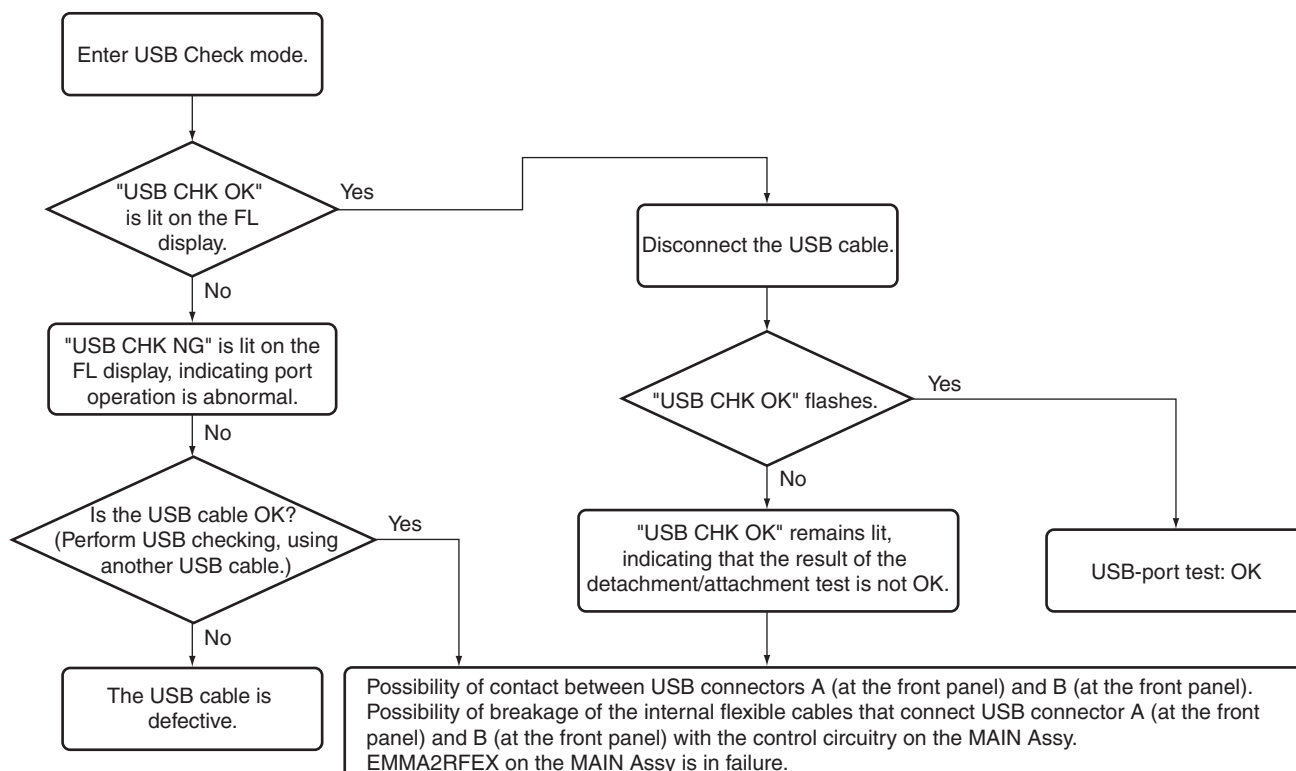 Enter USB Check mode.
"USB CHK OK"
is lit on the FL
display.
Yes
No
"USB CHK NG" is lit on the
FL display, indicating port
operation is abnormal.
No
Is the USB cable OK?
(Perform USB checking, using
another USB cable.)
Yes
No
The USB cable is
defective.
Disconnect the USB cable.
"USB CHK OK" flashes.
Yes
No
"USB CHK OK" remains lit,
indicating that the result of the
detachment/attachment test is not OK.
USB-port test: OK
Possibility of contact between USB connectors A (at the front panel) and B (at the front panel).
Possibility of breakage of the internal flexible cables that connect USB connector A (at the front
panel) and B (at the front panel) with the control circuitry on the MAIN Assy.
EMMA2RFEX on the MAIN Assy is in failure.